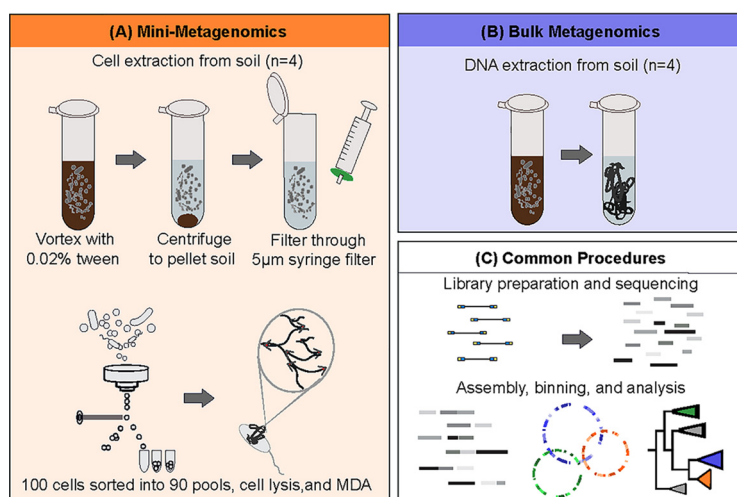 (A) Mini-Metagenomics
Cell extraction from soil (n=4)
Vortex with
0.02% tween
Centrifuge
to pellet soil
Filter through
5µm syringe filter
100 cells sorted into 90 pools, cell lysis,and MDA
(B) Bulk Metagenomics
DNA extraction from soil (n=4)
(C) Common Procedures
Library preparation and sequencing
Assembly, binning, and analysis